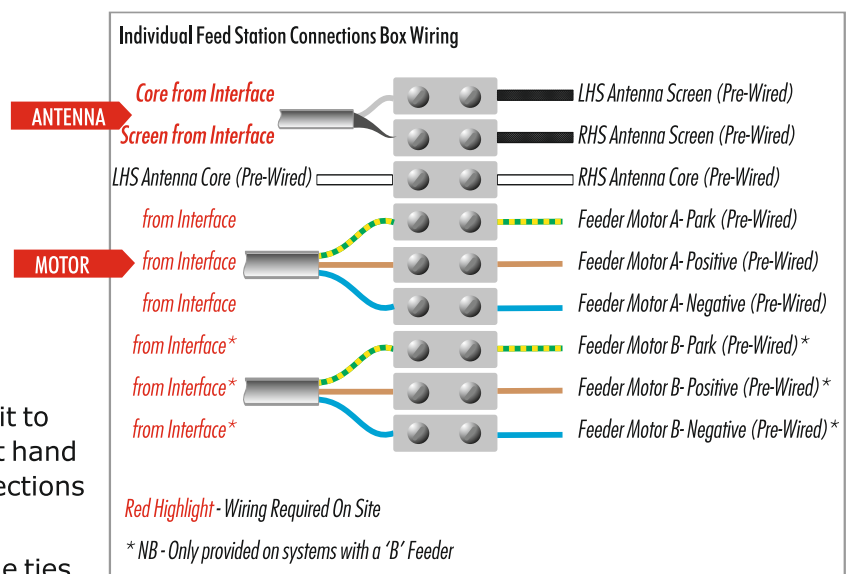 Individual Feed Station Connections Box Wiring
Core from Interface
LHS Antenna Screen (Pre-Wired)
ANTENNA
Screen from Interface
RHS Antenna Screen (Pre-Wired)
LHS Antenna Core (Pre-Wired)
RHS Antenna Core (Pre-Wired)
from Interface
Feeder Motor A- Park (Pre-Wired)
MOTOR
from Interface
Feeder Motor A- Positive (Pre-Wired)
from Interface
Feeder Motor A- Negative (Pre-Wired)
from Interface*
Feeder Motor B- Park (Pre-Wired)*
from Interface*
Feeder Motor B- Positive (Pre-Wired)*
from Interface*
Feeder Motor B- Negative (Pre-Wired)*
Red Highlight - Wiring Required On Site
* NB - Only provided on systems with a 'B' Feeder
it to
hand
ties